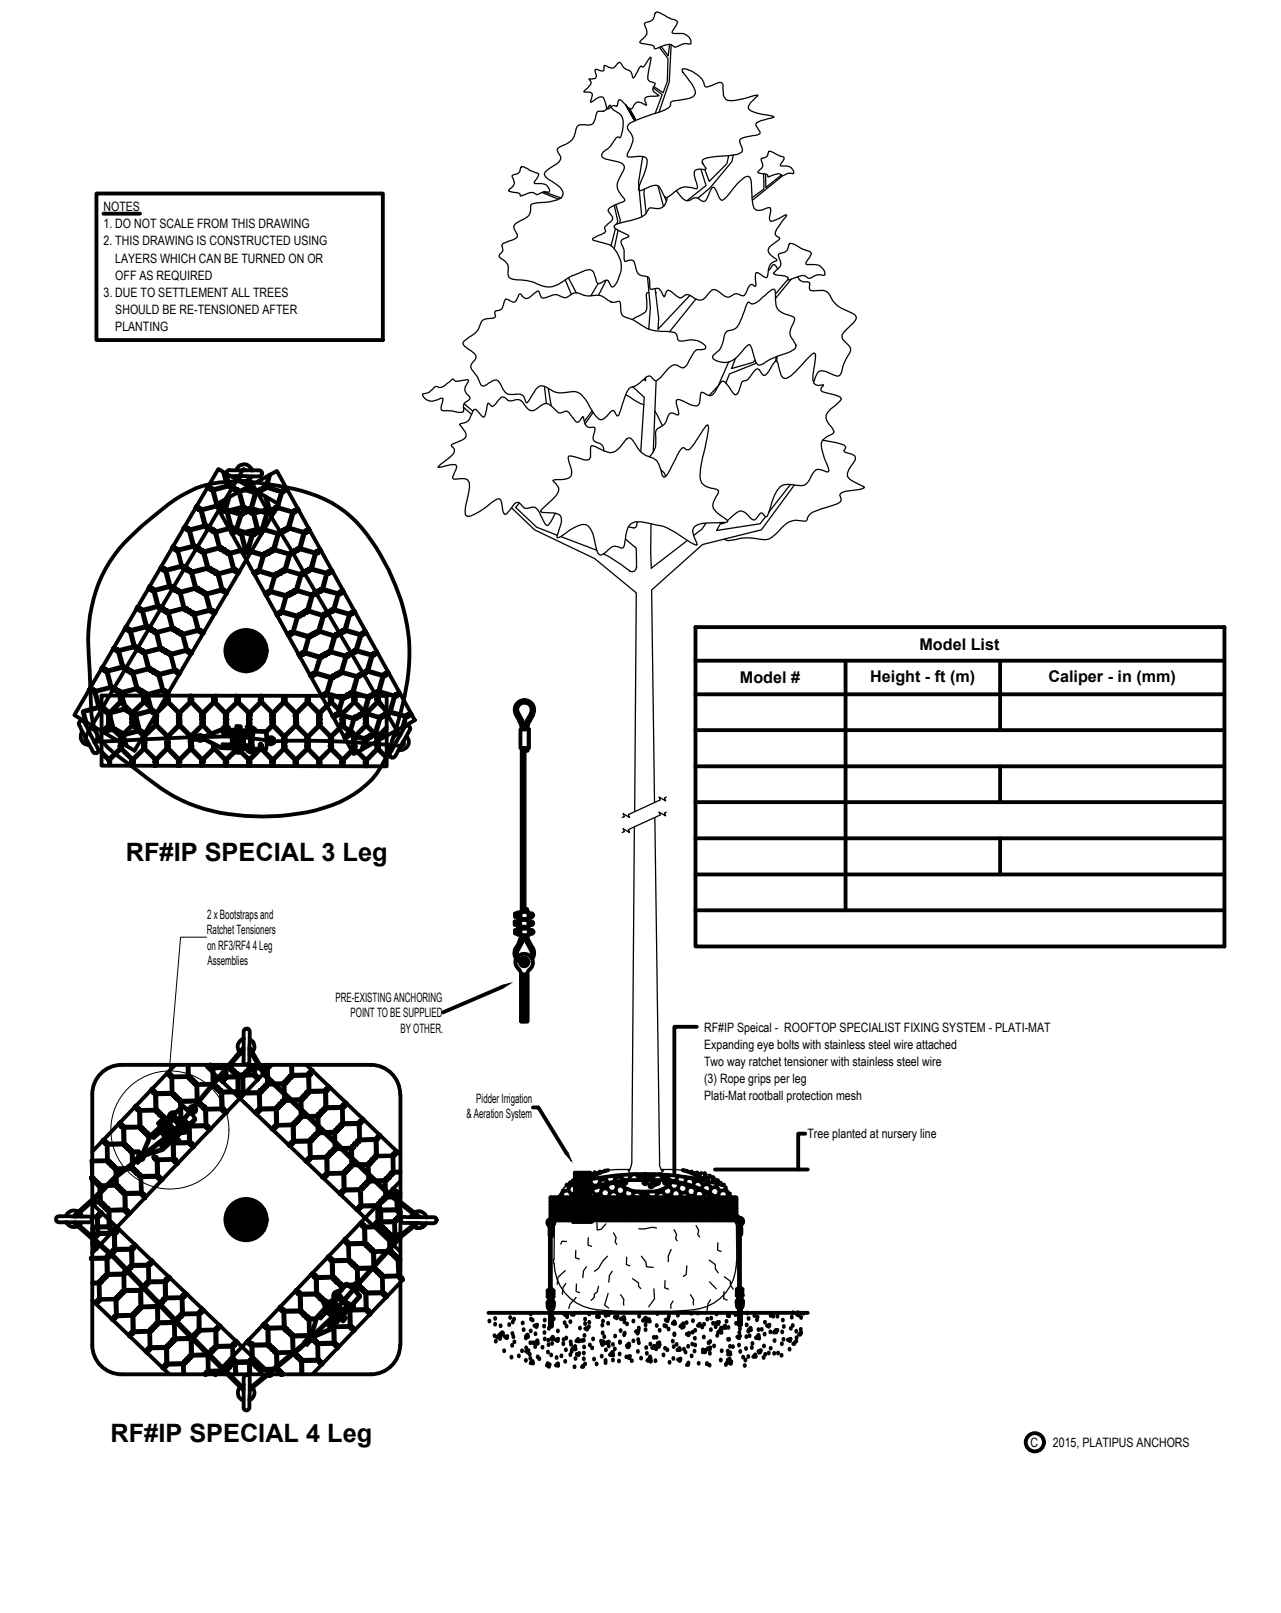 NOTES
1. DO NOT SCALE FROM THIS DRAWING
2. THIS DRAWING IS CONSTRUCTED USING
LAYERS WHICH CAN BE TURNED ON OR
OFF AS REQUIRED
3. DUE TO SETTLEMENT ALL TREES
SHOULD BE RE-TENSIONED AFTER
PLANTING
Model List
Model # Height - ft (m) Caliper - in (mm)
RF#IP SPECIAL 3 Leg
2 x Bootstraps and
Ratchet Tensioners
on RF3/RF4 4 Leg
Assemblies
PRE-EXISTING ANCHORING
POINT TO BE SUPPLIED
BY OTHER.
RF#IP Speical - ROOFTOP SPECIALIST FIXING SYSTEM - PLATI-MAT
Expanding eye bolts with stainless steel wire attached
Two way ratchet tensioner with stainless steel wire
(3) Rope grips per leg
Plati-Mat rootball protection mesh
Pidder Irrigation
& Aeration System
Tree planted at nursery line
RF#IP SPECIAL 4 Leg
© 2015, PLATIPUS ANCHORS